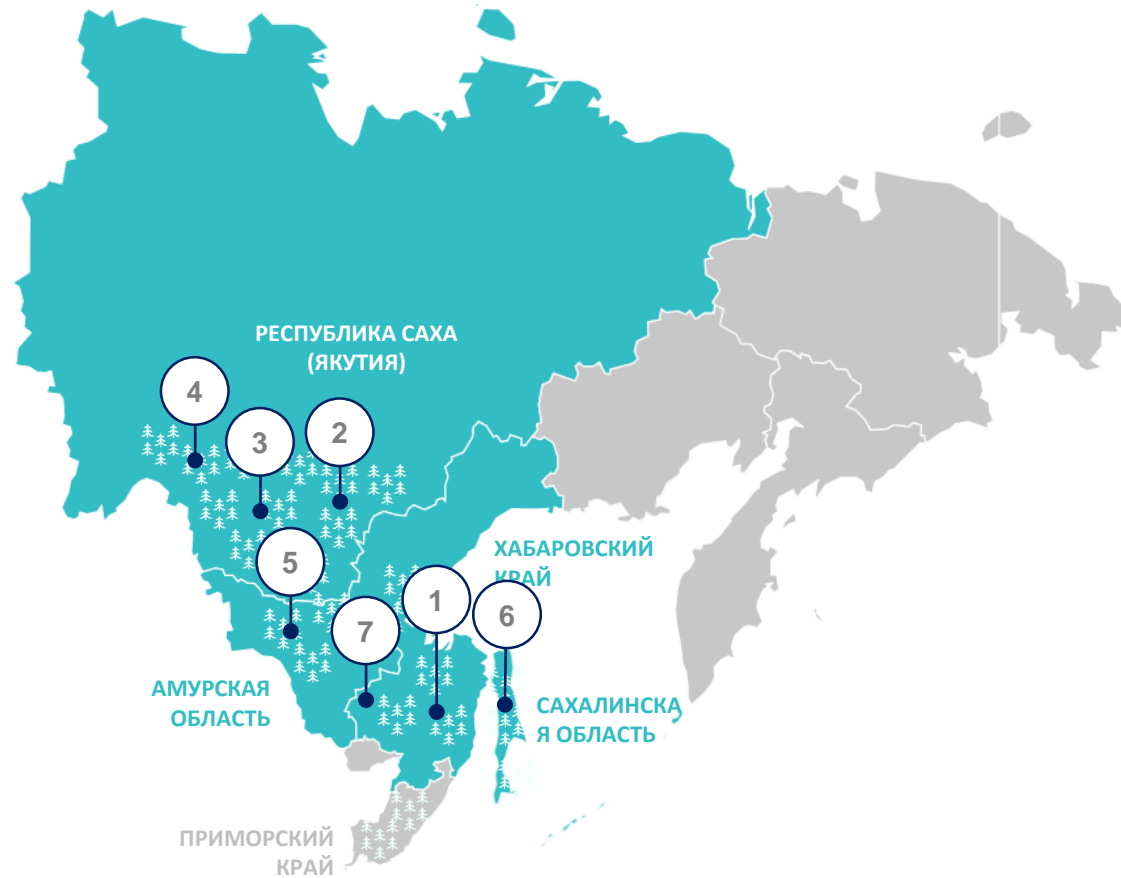 РЕСПУБЛИКА САХА
(ЯКУТИЯ)
4
3
2
5
ХАБАРОВСКИЙ
КРАЙ
1
6
7
АМУРСКАЯ
ОБЛАСТЬ
САХАЛИНСКА
Я ОБЛАСТЬ
ПРИМОРСКИЙ
КРАЙ